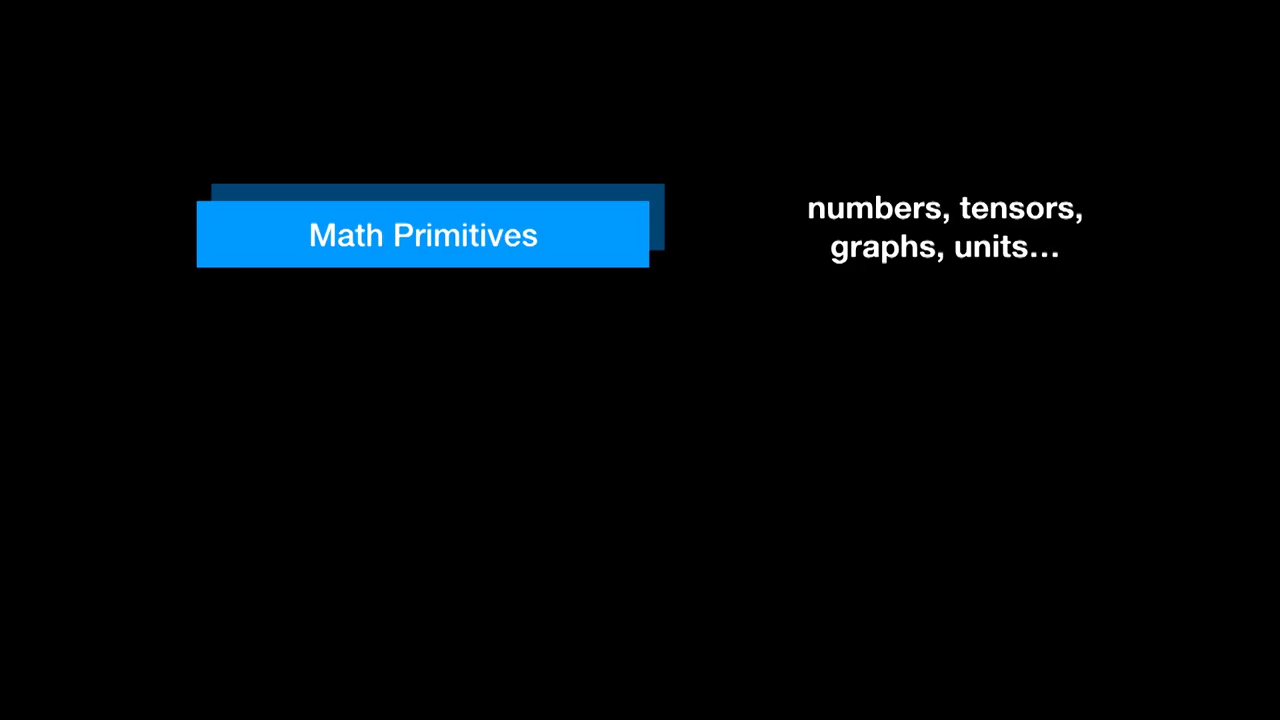 Math Primitives
numbers, tensors,
graphs, units…